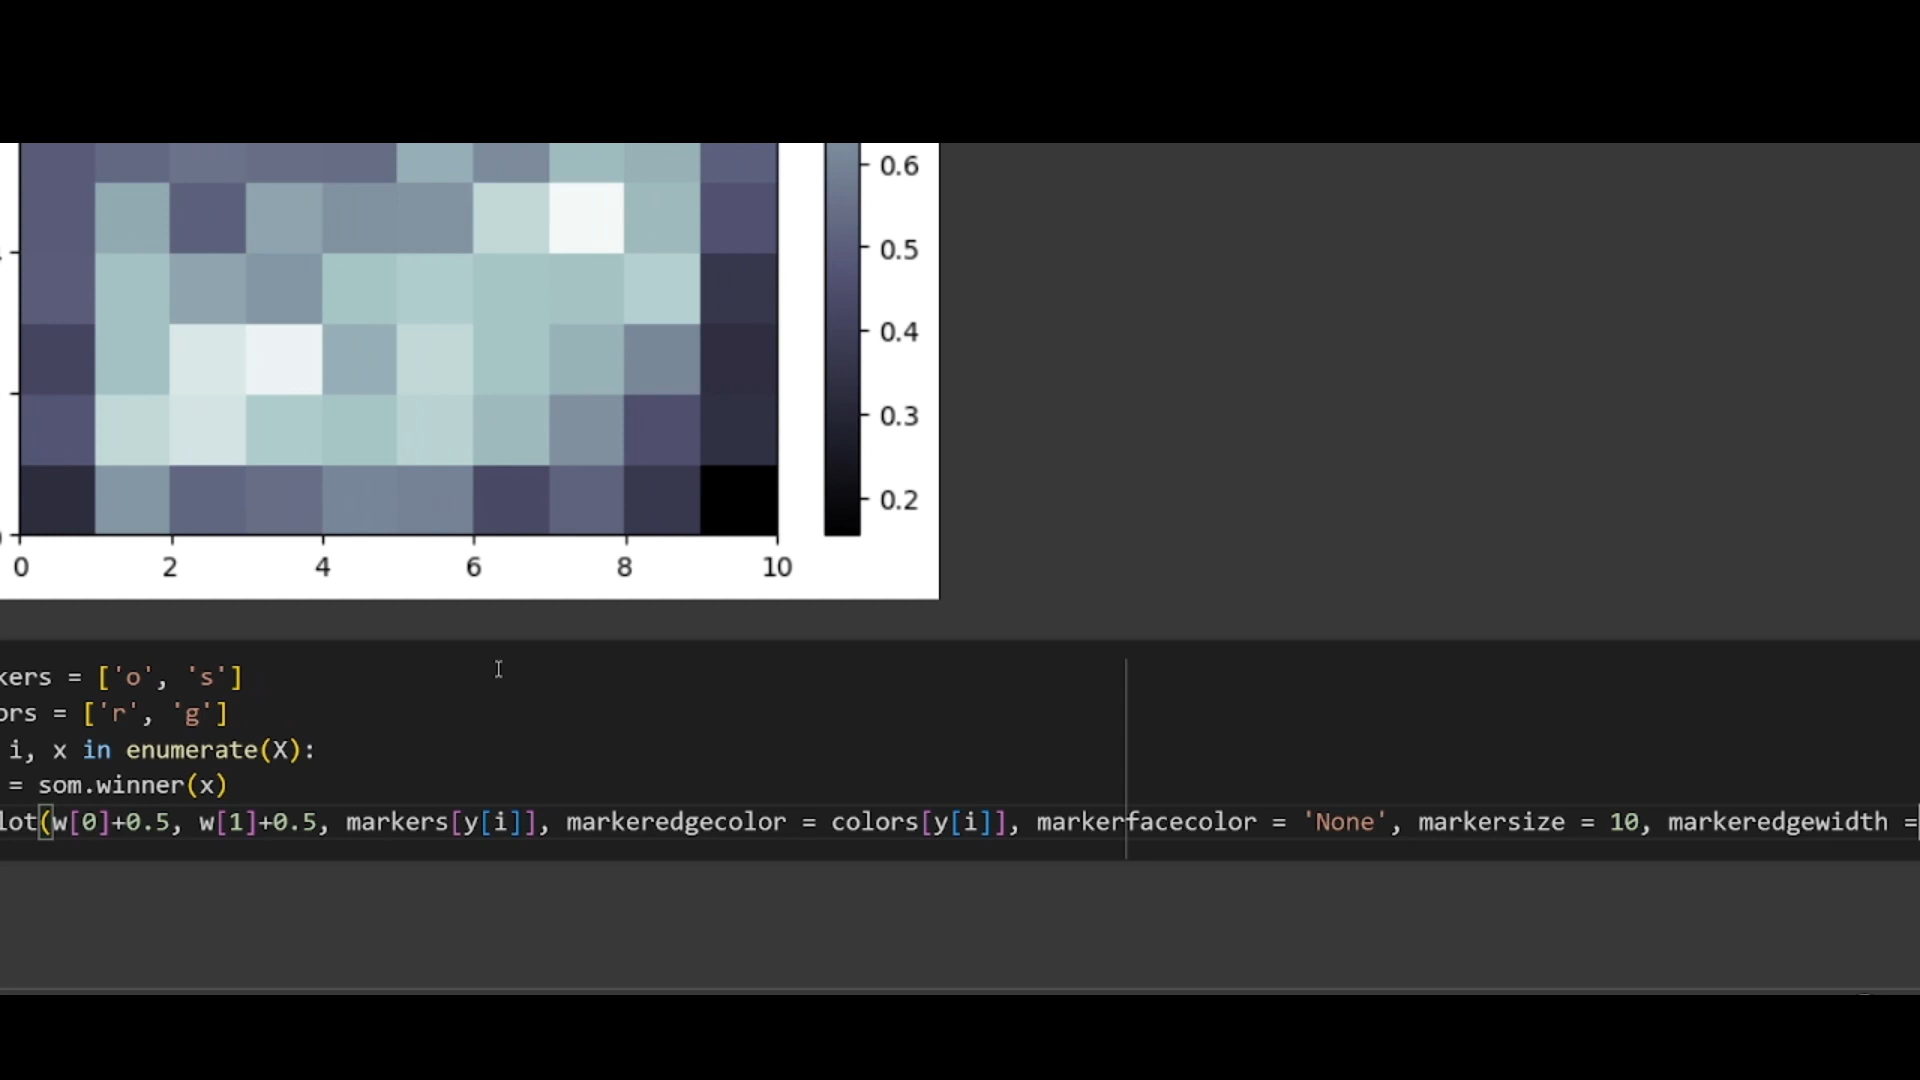 0.6
0.5
0.4
0.3
0.2
0 2 4 6 8 10
kers = ['o', 's']
ors = ['r', 'g']
i, x in enumerate(X):
= som.winner(x)
lot(w[0]+0.5, w[1]+0.5, markers[y[i]], markeredgecolor = colors[y[i]], markerfacecolor = 'None', markersize = 10, markeredgewidth =